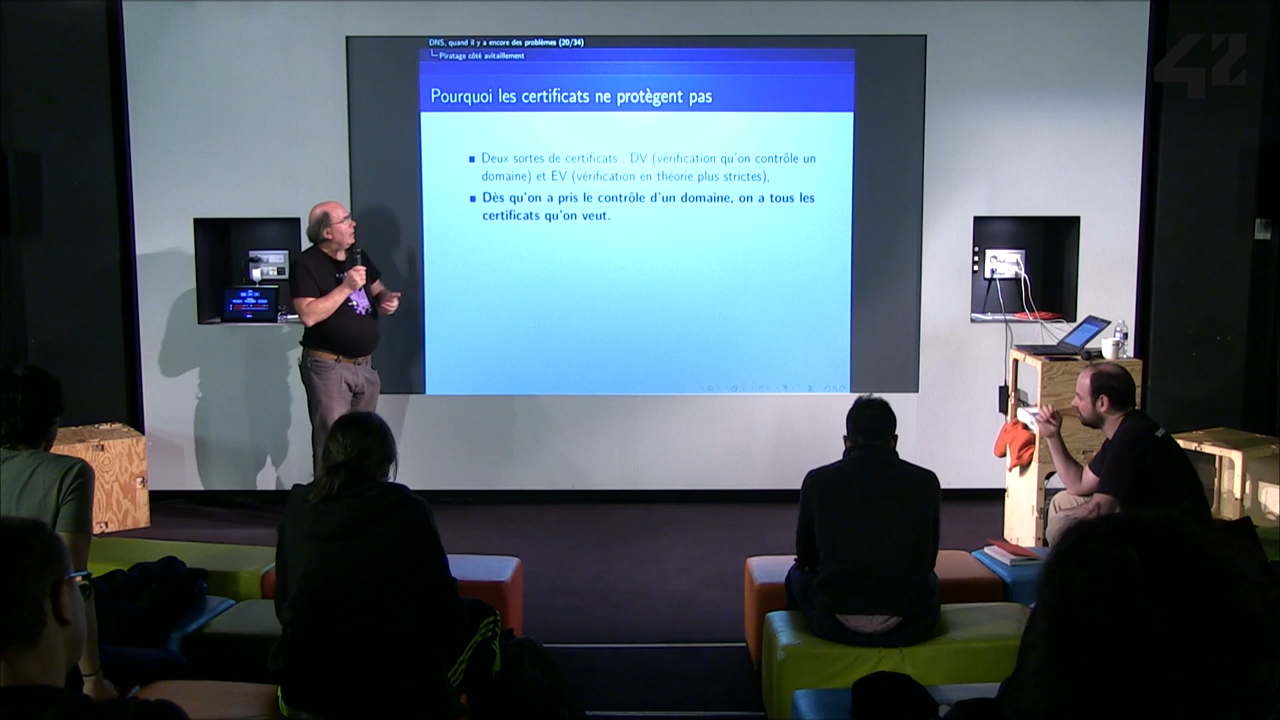 42
DNS, quand il y a encore des problèmes (20/34)
Piratage côté avitaillement
Pourquoi les certificats ne protègent pas
Deux sortes de certificats : DV (vérification qu'on contrôle un
domaine) et EV (vérification en théorie plus strictes),
Dès qu'on a pris le contrôle d'un domaine, on a tous les
certificats qu'on veut.